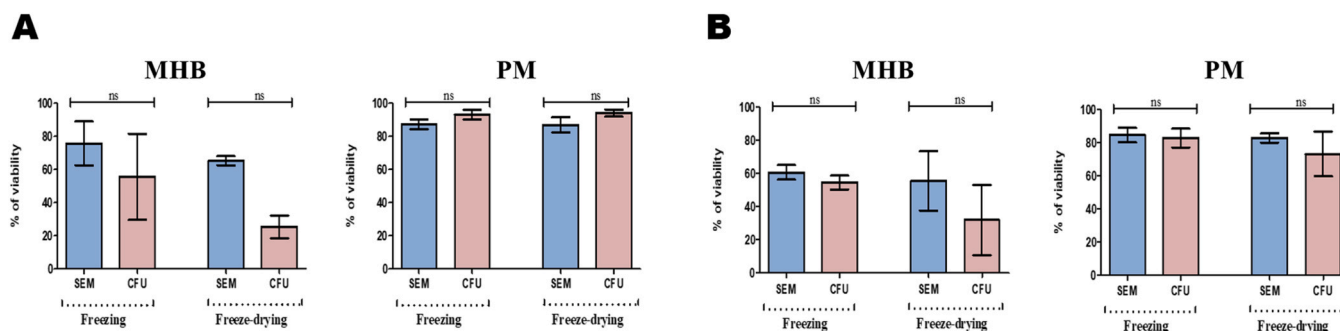 A
B
MHB
PM
MHB
PM
ns
ns
ns
ns
ns
ns
ns
ns
% of viability
100
80
60
40
20
0
SEM
CFU
SEM
CFU
Freezing
Freeze-drying
% of viability
100
80
60
40
20
0
SEM
CFU
SEM
CFU
Freezing
Freeze-drying
% of viability
100
80
60
40
20
0
SEM
CFU
SEM
CFU
Freezing
Freeze-drying
% of viability
100
80
60
40
20
0
SEM
CFU
SEM
CFU
Freezing
Freeze-drying